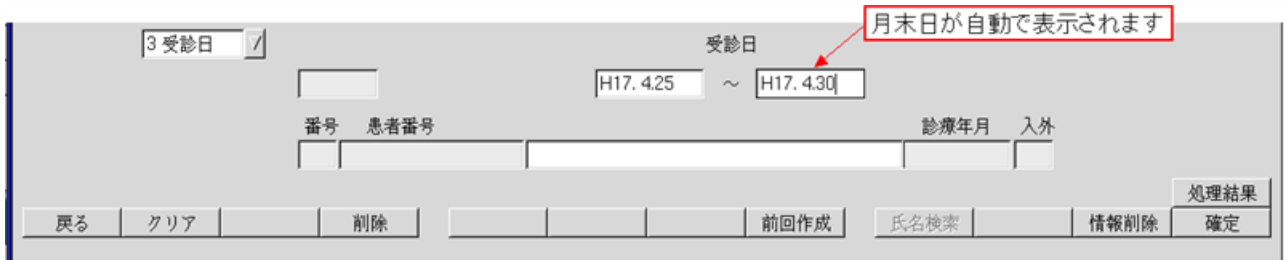 月末日が自動で表示されます
3 受診日 受診日
H17. 4.25 ～ H17. 4.30
番号 患者番号 診療年月 入外
処理結果
戻る クリア 削除 前回作成 氏名検索 情報削除 確定